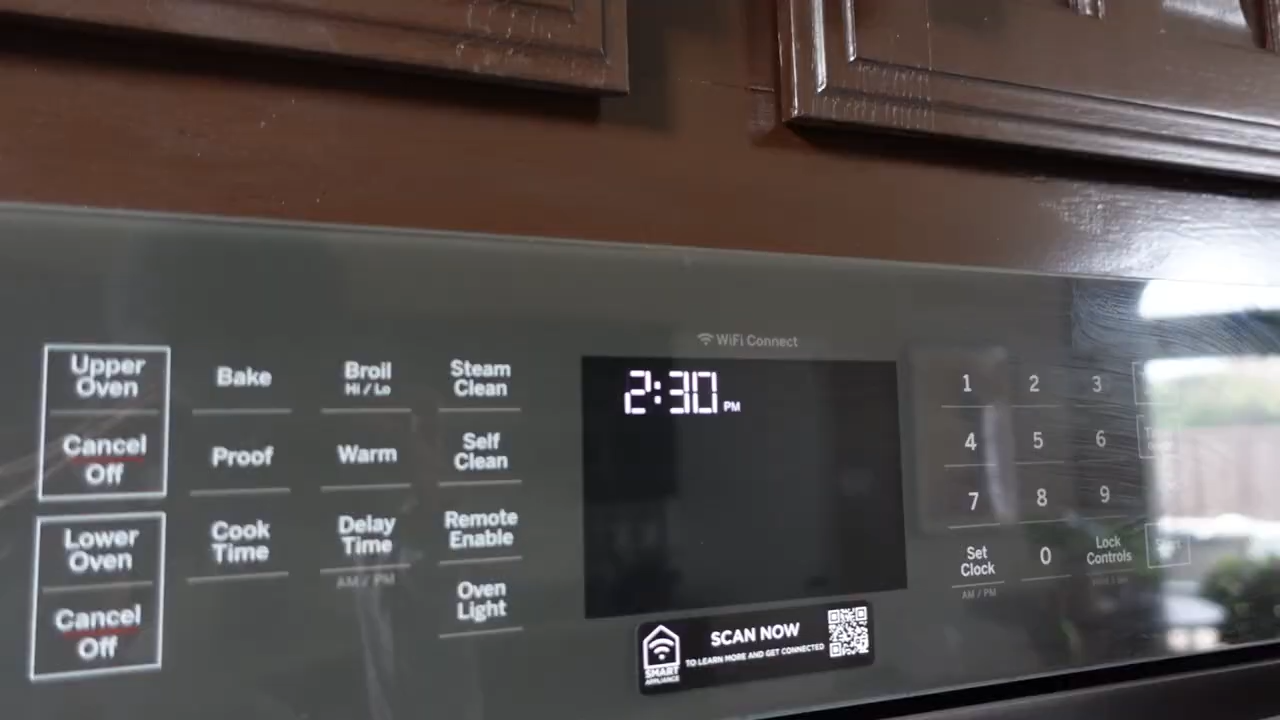 WiFi Connect
Upper
Oven
Cancel
Off
Lower
Oven
Cancel
Off
Bake
Proof
Cook
Time
Broil
Hi / Lo
Warm
Delay
Time
AM / PM
Steam
Clean
Self
Clean
Remote
Enable
Oven
Light
2:30 PM
SMART
APPLIANCE
SCAN NOW
TO LEARN MORE AND GET CONNECTED
1 2 3
4 5 6
7 8 9
Set
Clock
AM / PM
0
Lock
Controls